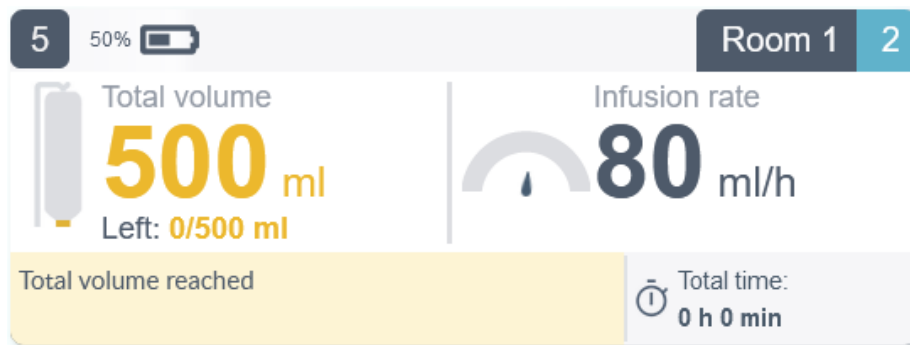 5 50% Room 1 2
Total volume
500 ml
Left: 0/500 ml
Infusion rate
80 ml/h
Total volume reached
Total time:
0 h 0 min